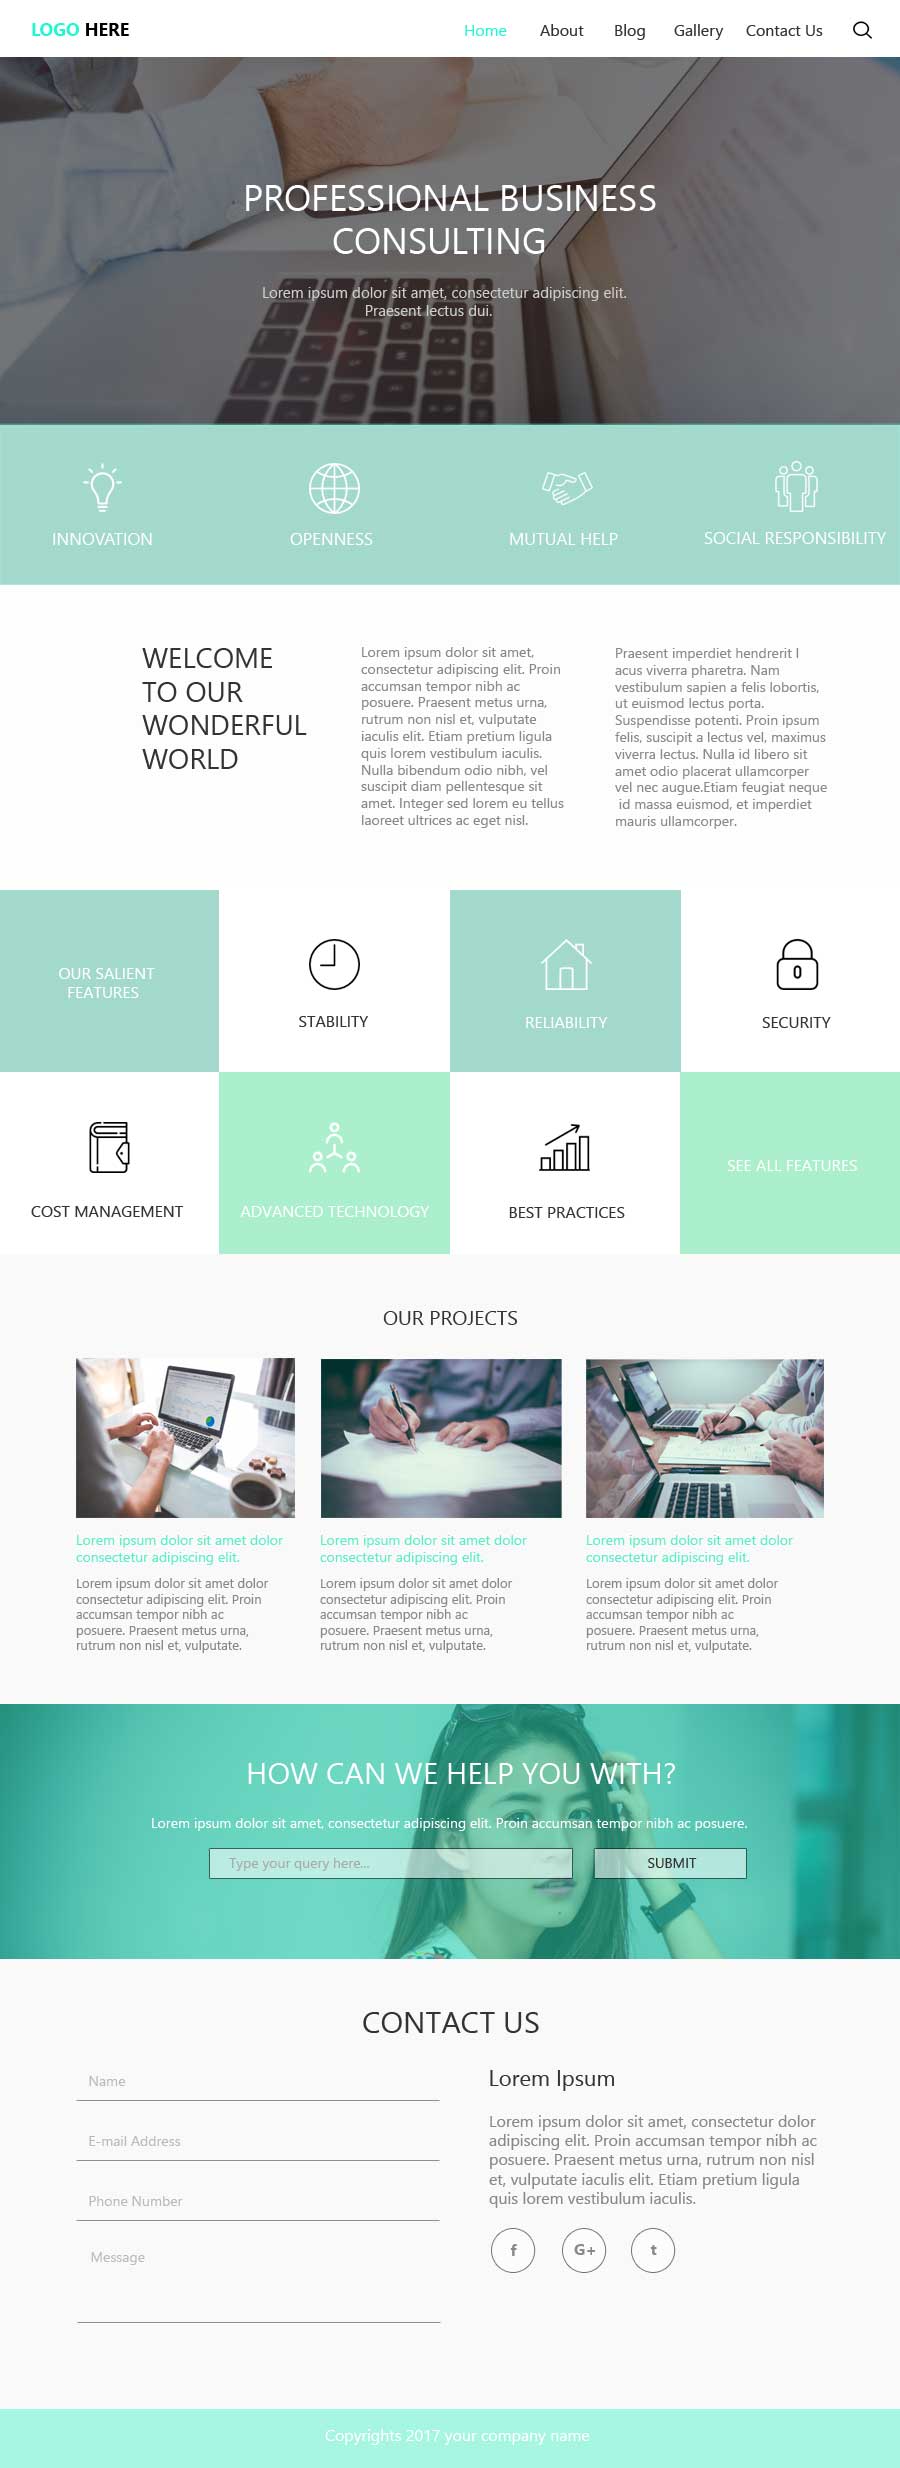 LOGO HERE
Home About Blog Gallery Contact Us
PROFESSIONAL BUSINESS
CONSULTING
Lorem ipsum dolor sit amet, consectetur adipiscing elit.
Praesent lectus dui.
INNOVATION
OPENNESS
MUTUAL HELP
SOCIAL RESPONSIBILITY
WELCOME
TO OUR
WONDERFUL
WORLD
Lorem ipsum dolor sit amet,
consectetur adipiscing elit. Proin
accumsan tempor nibh ac
posuere. Praesent metus urna,
rutrum non nisl et, vulputate
iaculis elit. Etiam pretium ligula
quis lorem vestibulum iaculis.
Nulla bibendum odio nibh, vel
suscipit diam pellentesque sit
amet. Integer sed lorem eu tellus
laoreet ultrices ac eget nisl.
Praesent imperdiet hendrerit l
acus viverra pharetra. Nam
vestibulum sapien a felis lobortis,
ut euismod lectus porta.
Suspendisse potenti. Proin ipsum
felis, suscipit a lectus vel, maximus
viverra lectus. Nulla id libero sit
amet odio placerat ullamcorper
vel nec augue.Etiam feugiat neque
id massa euismod, et imperdiet
mauris ullamcorper.
OUR SALIENT
FEATURES
STABILITY
RELIABILITY
SECURITY
COST MANAGEMENT
ADVANCED TECHNOLOGY
BEST PRACTICES
SEE ALL FEATURES
OUR PROJECTS
Lorem ipsum dolor sit amet dolor
consectetur adipiscing elit.
Lorem ipsum dolor sit amet dolor
consectetur adipiscing elit. Proin
accumsan tempor nibh ac
posuere. Praesent metus urna,
rutrum non nisl et, vulputate.
Lorem ipsum dolor sit amet dolor
consectetur adipiscing elit.
Lorem ipsum dolor sit amet dolor
consectetur adipiscing elit. Proin
accumsan tempor nibh ac
posuere. Praesent metus urna,
rutrum non nisl et, vulputate.
Lorem ipsum dolor sit amet dolor
consectetur adipiscing elit.
Lorem ipsum dolor sit amet dolor
consectetur adipiscing elit. Proin
accumsan tempor nibh ac
posuere. Praesent metus urna,
rutrum non nisl et, vulputate.
HOW CAN WE HELP YOU WITH?
Lorem ipsum dolor sit amet, consectetur adipiscing elit. Proin accumsan tempor nibh ac posuere.
Type your query here...
SUBMIT
CONTACT US
Name
E-mail Address
Phone Number
Message
Lorem Ipsum
Lorem ipsum dolor sit amet, consectetur dolor
adipiscing elit. Proin accumsan tempor nibh ac
posuere. Praesent metus urna, rutrum non nisl
et, vulputate iaculis elit. Etiam pretium ligula
quis lorem vestibulum iaculis.
f G+ t
Copyrights 2017 your company name